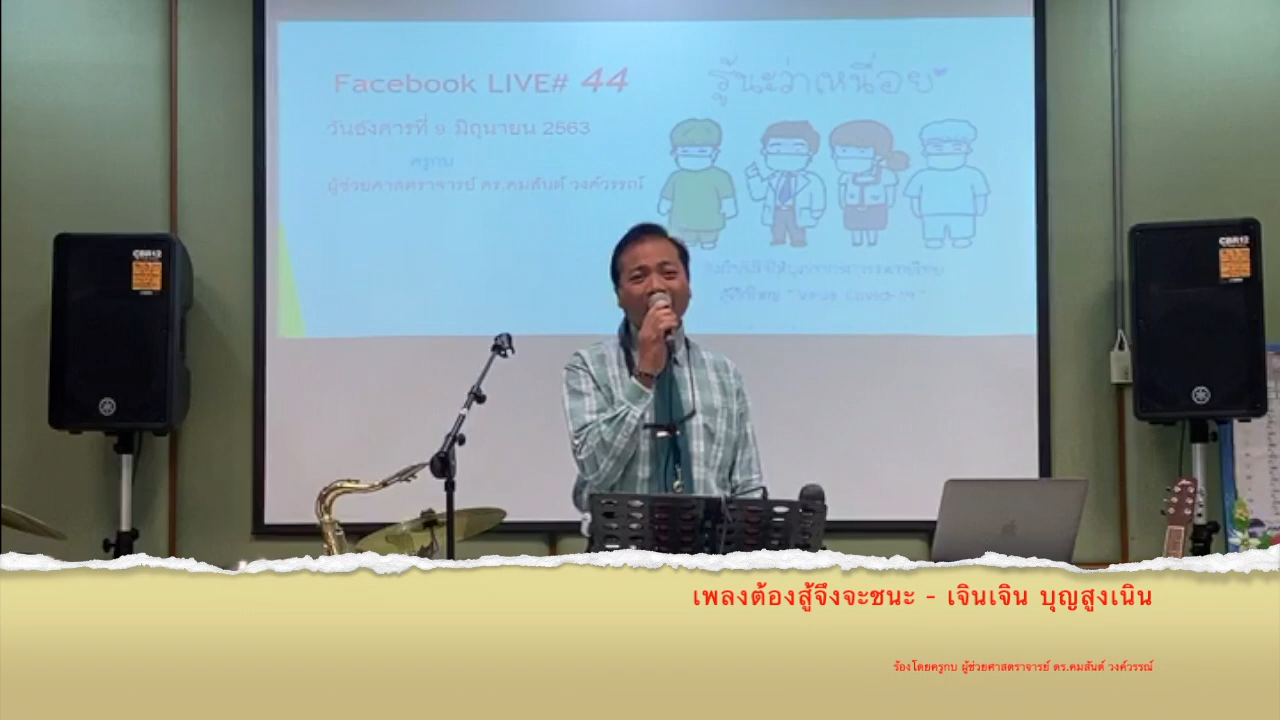 Facebook LIVE# 44
รู้นะว่าเหนื่อย
วันอังคารที่ 9 มิถุนายน 2563
ครูกบ
ผู้ช่วยศาสตราจารย์ ดร.คมสันต์ วงค์วรรณ์
CBR12
CBR12
เพลงต้องสู้จึงจะชนะ - เจินเจิน บุญสูงเนิน
ร้องโดยครูกบ ผู้ช่วยศาสตราจารย์ ดร.คมสันต์ วงค์วรรณ์